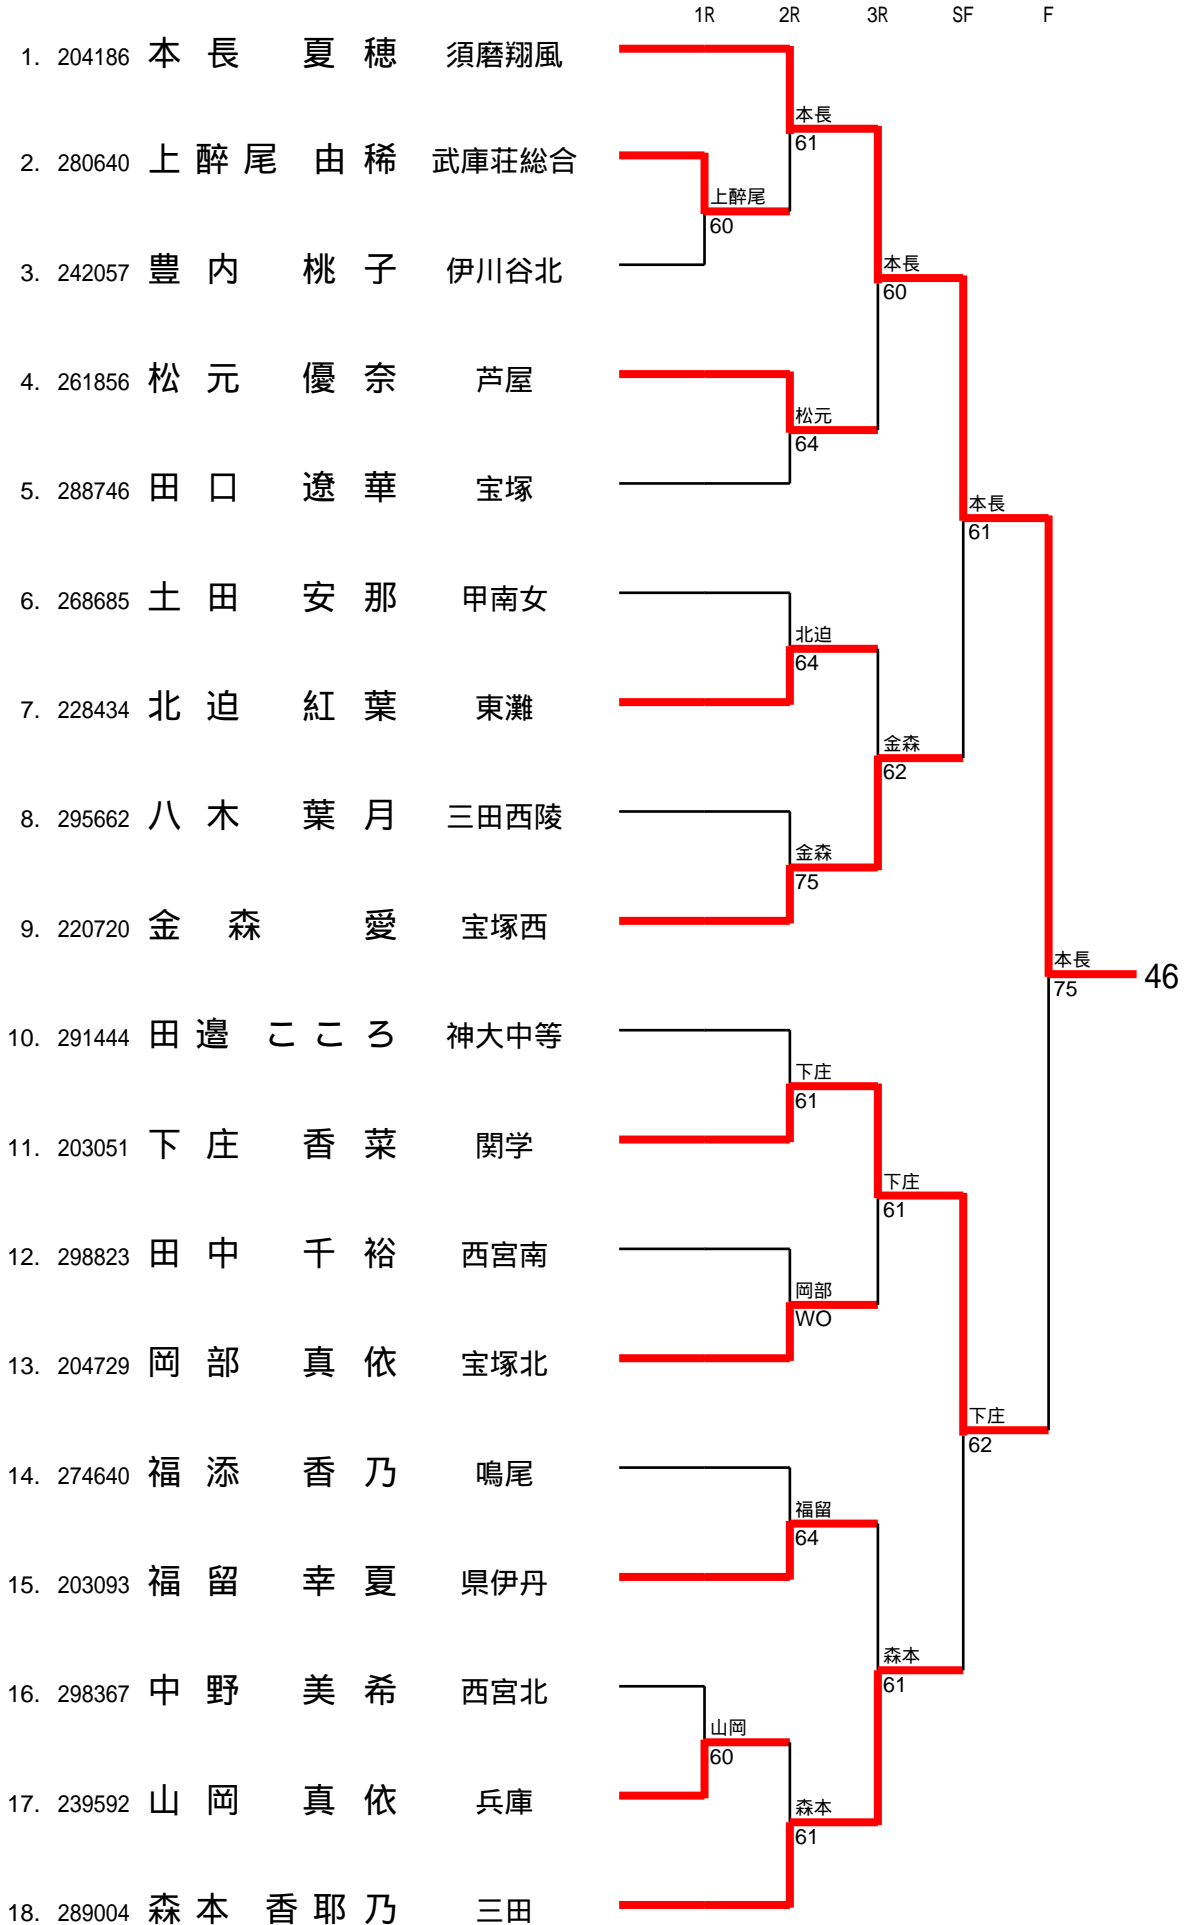 1R 2R 3R SF F
1. 204186 本長 夏穂 須磨翔風
本長
61
2. 280640 上醉尾 由稀 武庫荘総合
上醉尾
60
3. 242057 豊内 桃子 伊川谷北
本長
60
4. 261856 松元 優奈 芦屋
松元
64
5. 288746 田口 遼華 宝塚
本長
61
6. 268685 土田 安那 甲南女
北迫
64
7. 228434 北迫 紅葉 東灘
金森
62
8. 295662 八木 葉月 三田西陵
金森
75
9. 220720 金森 愛 宝塚西
本長
75
46
10. 291444 田邉 こころ 神大中等
下庄
61
11. 203051 下庄 香菜 関学
下庄
61
12. 298823 田中 千裕 西宮南
岡部
WO
13. 204729 岡部 真依 宝塚北
下庄
62
14. 274640 福添 香乃 鳴尾
福留
64
15. 203093 福留 幸夏 県伊丹
森本
61
16. 298367 中野 美希 西宮北
山岡
60
17. 239592 山岡 真依 兵庫
森本
61
18. 289004 森本 香耶乃 三田